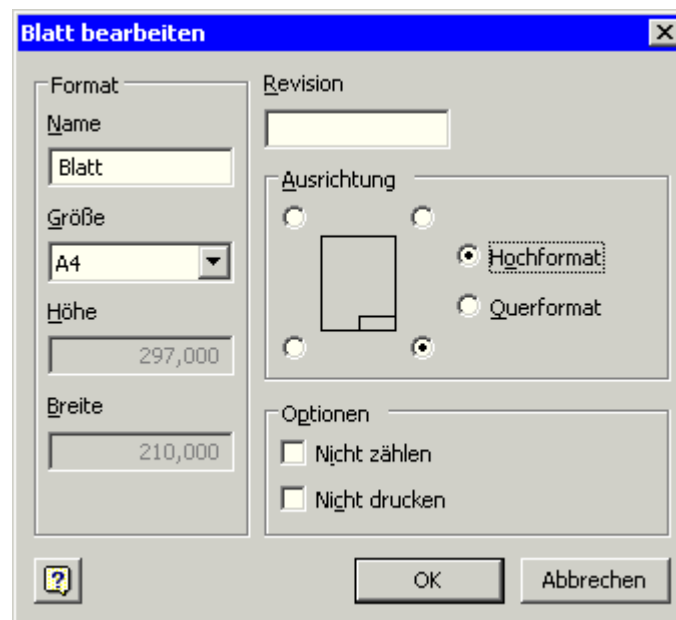 Blatt bearbeiten
Format
Name
Blatt
Größe
A4
Höhe
297,000
Breite
210,000
Revision
Ausrichtung
Hochformat
Querformat
Optionen
Nicht zählen
Nicht drucken
?
OK
Abbrechen